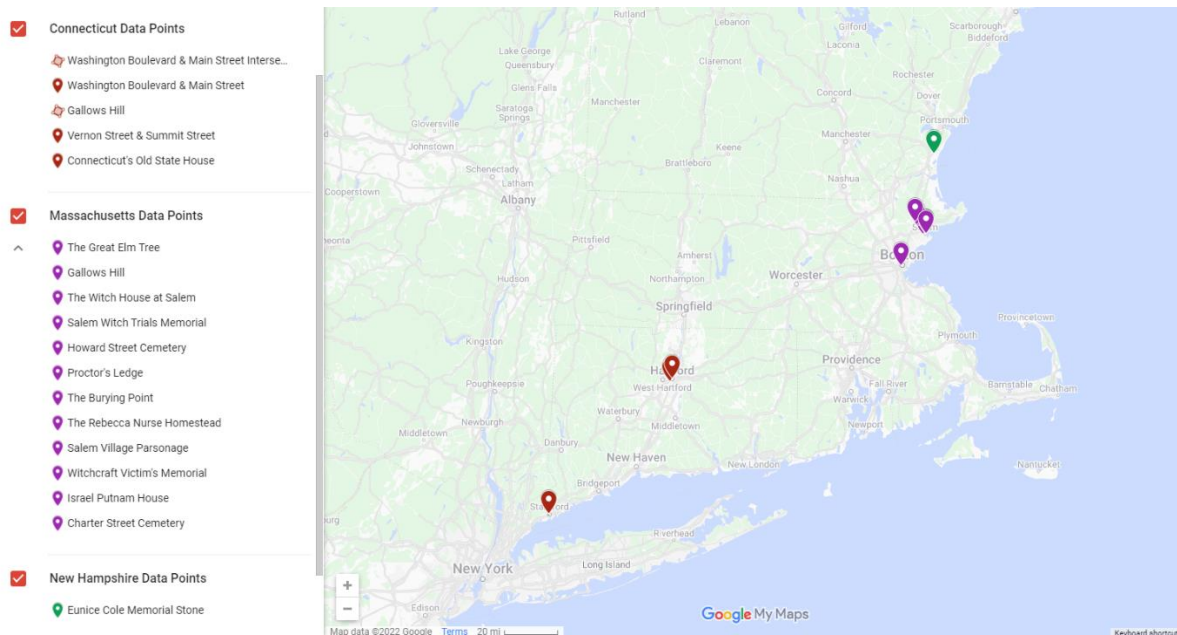 Connecticut Data Points
Washington Boulevard & Main Street Interse...
Washington Boulevard & Main Street
Gallows Hill
Vernon Street & Summit Street
Connecticut's Old State House
Massachusetts Data Points
The Great Elm Tree
Gallows Hill
The Witch House at Salem
Salem Witch Trials Memorial
Howard Street Cemetery
Proctor's Ledge
The Burying Point
The Rebecca Nurse Homestead
Salem Village Parsonage
Witchcraft Victim's Memorial
Israel Putnam House
Charter Street Cemetery
New Hampshire Data Points
Eunice Cole Memorial Stone
Rutland
Lebanon
Gilford
Scarborough
Biddeford
Laconia
Lake George
Queensbury
Claremont
Glens Falls
Rochester
Dover
Concord
Manchester
Portsmouth
Saratoga
Springs
Gloversville
Manchester
Johnstown
Keene
Schenectady
Brattleboro
Nashua
Latham
Cooperstown
Albany
Pittsfield
Amherst
Boston
Worcester
Hudson
Northampton
Springfield
Provincetown
Plymouth
Kingston
Hartford
Providence
West Hartford
Poughkeepsie
Fall River
Barnstable
Chatham
Warwick
Waterbury
Middletown
Newburgh
Middletown
Newport
Danbury
New Haven
New London
Nantucket
Bridgeport
Stamford
Riverhead
New York
Long Island
Edison
Google My Maps
Map data ©2022 Google
Terms
20 mi
Keyboard shortcu